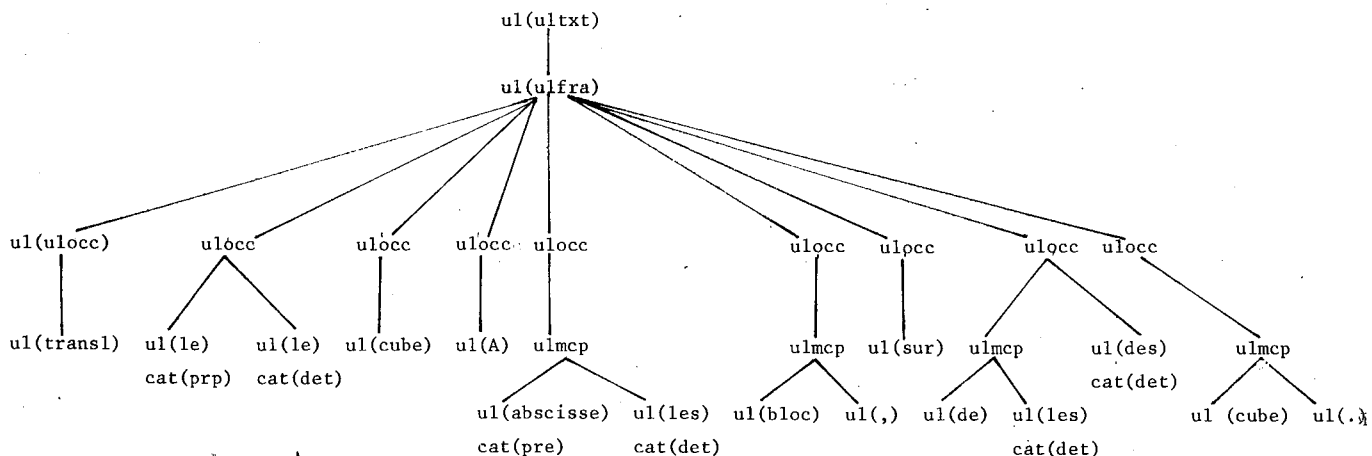 ul(ultxt)
ul(ulfra)
ul(ulocc) ulocc ulocc ulocc ulocc ulocc ulocc ulocc ulocc
ul(transl) ul(le) ul(le) ul(cube) ul(A) ulmcp ulmcp ul(sur) ulmcp ul(des) ulmcp
cat(prp) cat(det) cat(det)
ul(abscisse) ul(les) ul(bloc) ul(,) ul(de) ul(les) ul (cube) ul(.)
cat(pre) cat(det) cat(det)